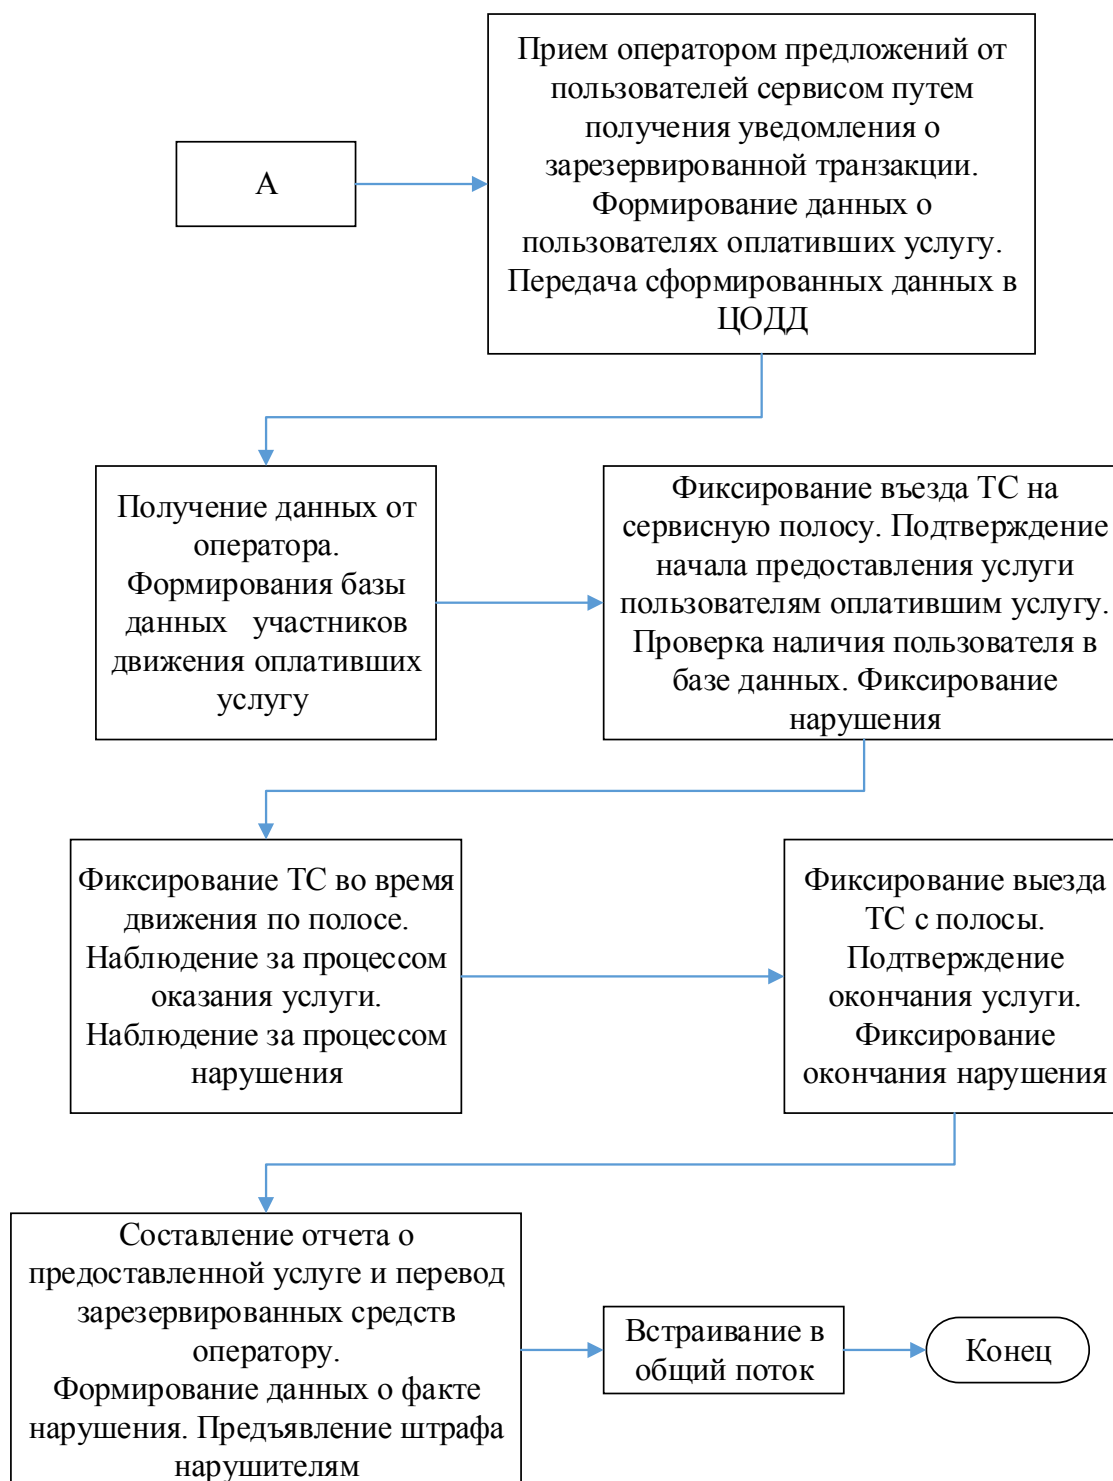 А
Прием оператором предложений от
пользователей сервисом путем
получения уведомления о
зарезервированной транзакции.
Формирование данных о
пользователях оплативших услугу.
Передача сформированных данных в
ЦОДД
Получение данных от
оператора.
Формирования базы
данных участников
движения оплативших
услугу
Фиксирование въезда ТС на
сервисную полосу. Подтверждение
начала предоставления услуги
пользователям оплатившим услугу.
Проверка наличия пользователя в
базе данных. Фиксирование
нарушения
Фиксирование ТС во время
движения по полосе.
Наблюдение за процессом
оказания услуги.
Наблюдение за процессом
нарушения
Фиксирование выезда
ТС с полосы.
Подтверждение
окончания услуги.
Фиксирование
окончания нарушения
Составление отчета о
предоставленной услуге и перевод
зарезервированных средств
оператору.
Формирование данных о факте
нарушения. Предъявление штрафа
нарушителям
Встраивание в
общий поток
Конец